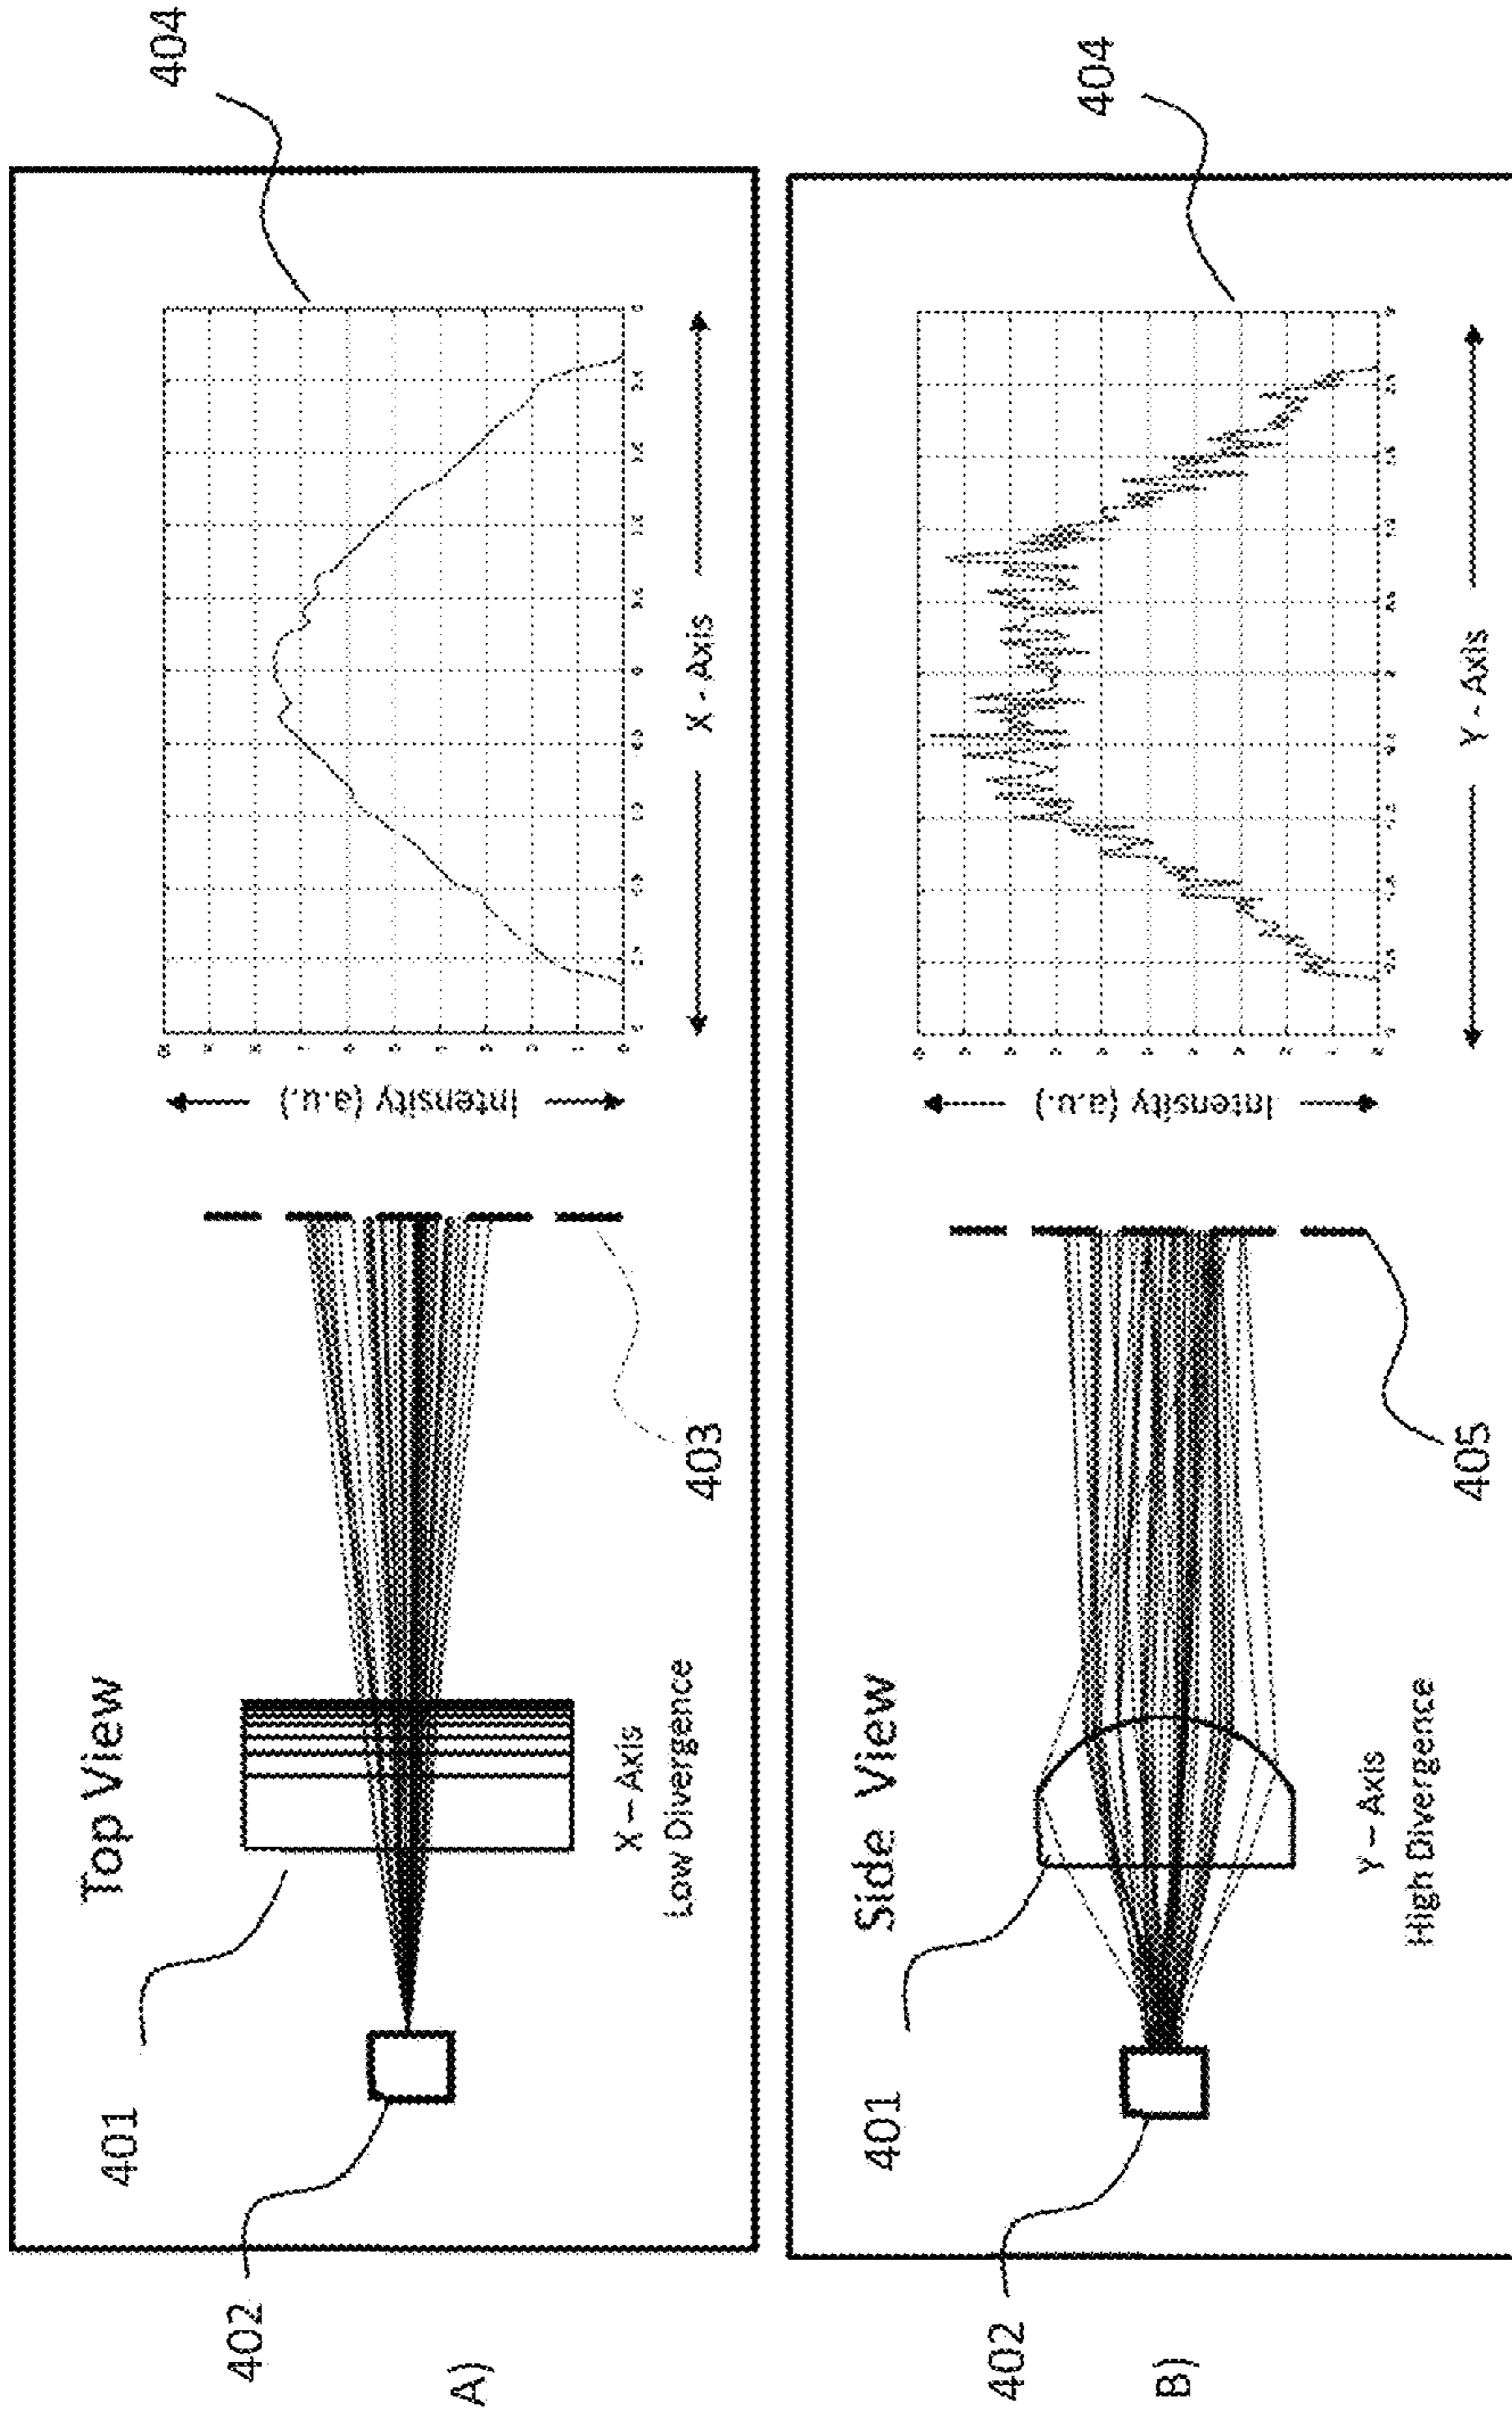 A)
Top View
401
402
X – Axis
Low Divergence
403
Intensity (a.u.)
X - Axis
404
B)
Side View
401
402
Y – Axis
High Divergence
405
Intensity (a.u.)
Y - Axis
404